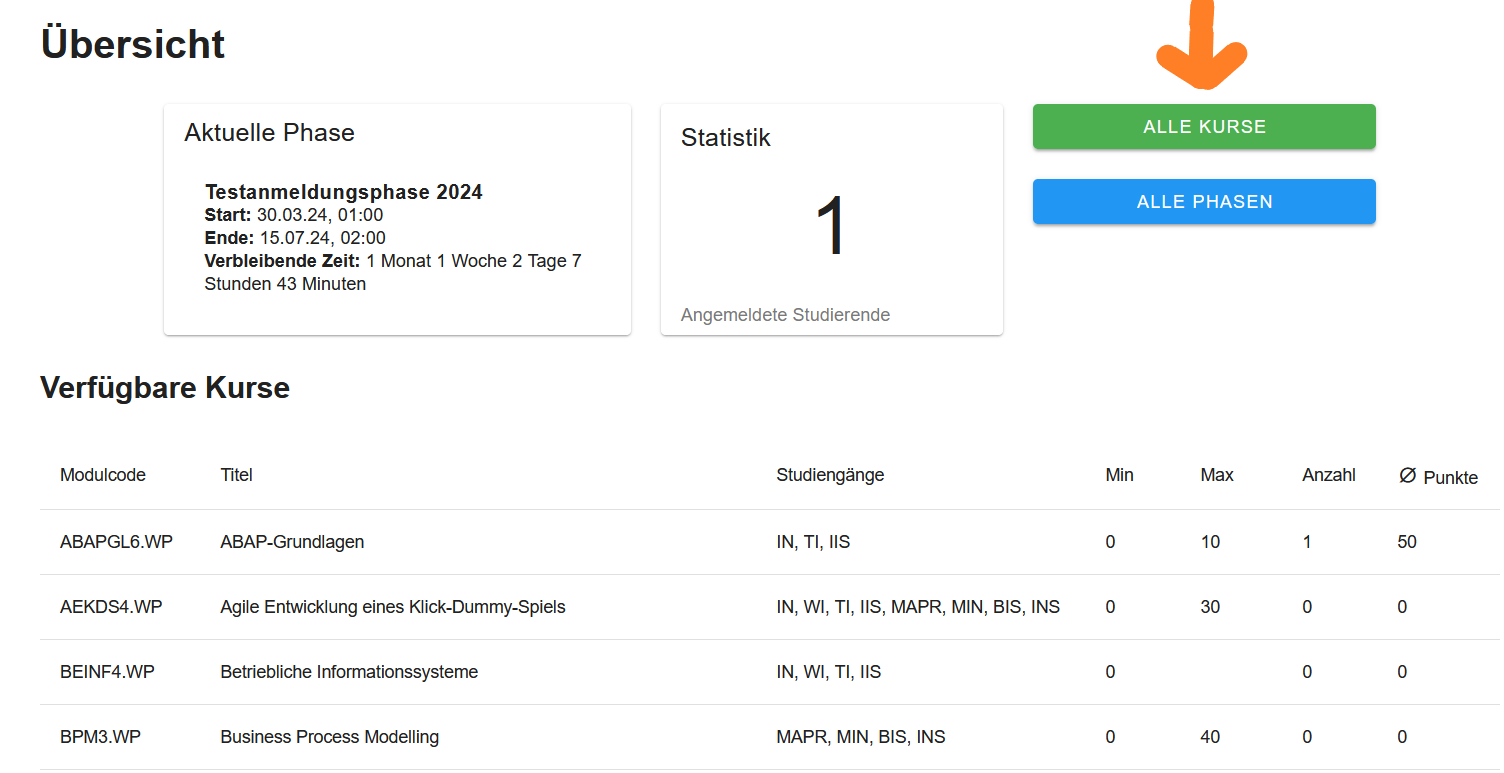 Übersicht
Aktuelle Phase
Testanmeldungsphase 2024
Start: 30.03.24, 01:00
Ende: 15.07.24, 02:00
Verbleibende Zeit: 1 Monat 1 Woche 2 Tage 7
Stunden 43 Minuten
Statistik
1
Angemeldete Studierende
ALLE KURSE
ALLE PHASEN
Verfügbare Kurse
Modulcode Titel Studiengänge Min Max Anzahl Ø Punkte
ABAPGL6.WP ABAP-Grundlagen IN, TI, IIS 0 10 1 50
AEKDS4.WP Agile Entwicklung eines Klick-Dummy-Spiels IN, WI, TI, IIS, MAPR, MIN, BIS, INS 0 30 0 0
BEINF4.WP Betriebliche Informationssysteme IN, WI, TI, IIS 0 0 0
BPM3.WP Business Process Modelling MAPR, MIN, BIS, INS 0 40 0 0